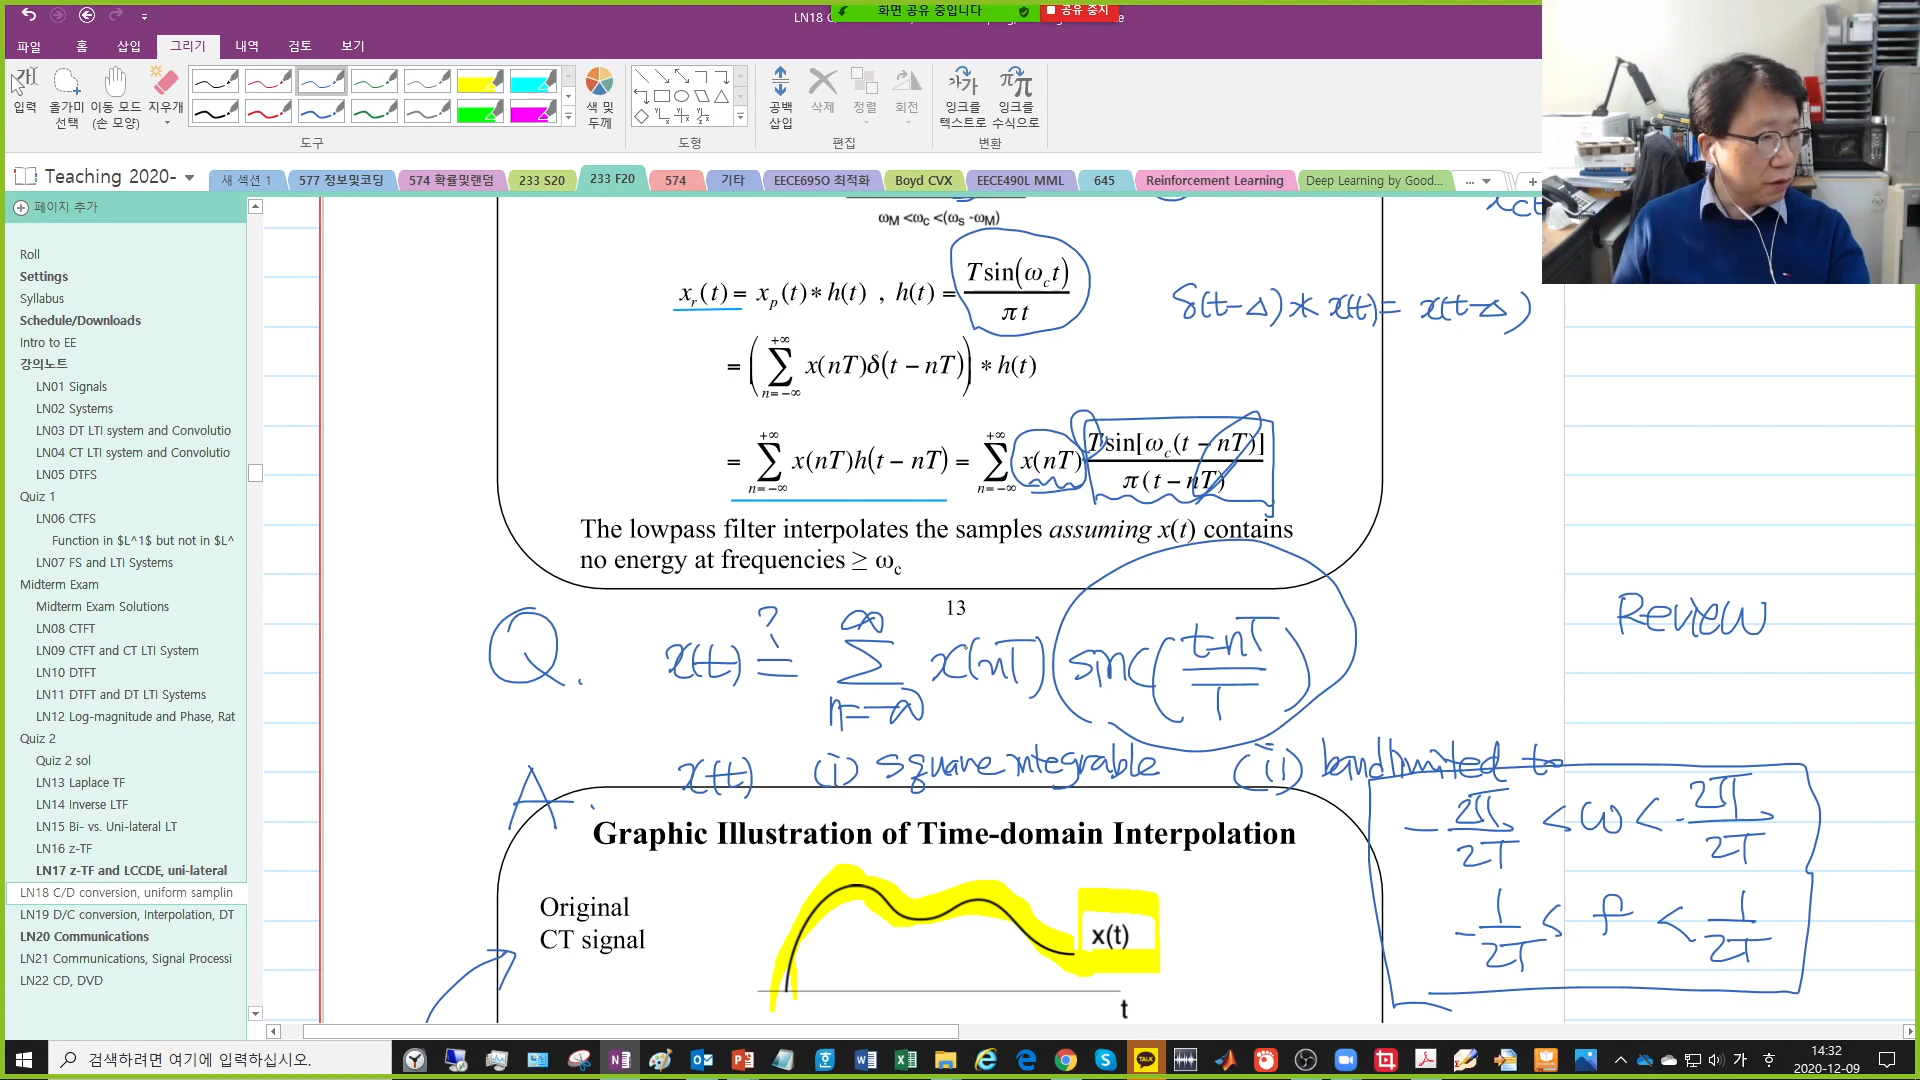 화면 공유 중입니다
공유 중지
LN18 C
파일 홈 삽입 그리기 내역 검토 보기
입력
올가미 선택
이동 모드 (손 모양)
지우개
색 및 두께
공백 삽입
삭제
정렬
회전
잉크를 텍스트로
잉크를 수식으로
도구
도형
편집
변환
Teaching 2020-
새 섹션 1
577 정보및코딩
574 확률및랜덤
233 S20
233 F20
574
기타
EECE695O 최적화
Boyd CVX
EECE490L MML
645
Reinforcement Learning
Deep Learning by Good...
...
페이지 추가
Roll
Settings
Syllabus
Schedule/Downloads
Intro to EE
강의노트
LN01 Signals
LN02 Systems
LN03 DT LTI system and Convolutio
LN04 CT LTI system and Convolutio
LN05 DTFS
Quiz 1
LN06 CTFS
Function in $L^1$ but not in $L^
LN07 FS and LTI Systems
Midterm Exam
Midterm Exam Solutions
LN08 CTFT
LN09 CTFT and CT LTI System
LN10 DTFT
LN11 DTFT and DT LTI Systems
LN12 Log-magnitude and Phase, Rat
Quiz 2
Quiz 2 sol
LN13 Laplace TF
LN14 Inverse LTF
LN15 Bi- vs. Uni-lateral LT
LN16 z-TF
LN17 z-TF and LCCDE, uni-lateral
LN18 C/D conversion, uniform samplin
LN19 D/C conversion, Interpolation, DT
LN20 Communications
LN21 Communications, Signal Processi
LN22 CD, DVD
ω_M <ω_c <(ω_s -ω_M)
x_r(t) = x_p(t) * h(t) , h(t) = T sin(ω_c t) / π t
δ(t-Δ) * x(t) = x(t-Δ)
= ( Σ_{n=-∞}^{+∞} x(nT)δ(t − nT) ) * h(t)
= Σ_{n=-∞}^{+∞} x(nT)h(t − nT) = Σ_{n=-∞}^{+∞} x(nT) T sin[ω_c(t − nT)] / π(t − nT)
The lowpass filter interpolates the samples assuming x(t) contains
no energy at frequencies ≥ ω_c
13
Review
Q. x(t) =? Σ_{n=-∞}^{∞} x(nT) sinc((t-nT)/T)
A. x(t) (i) square integrable (ii) bandlimited to
-2π/2T < ω < 2π/2T
-1/2T < f < 1/2T
Graphic Illustration of Time-domain Interpolation
Original
CT signal
x(t)
t
검색하려면 여기에 입력하십시오.
가
14:32
2020-12-09